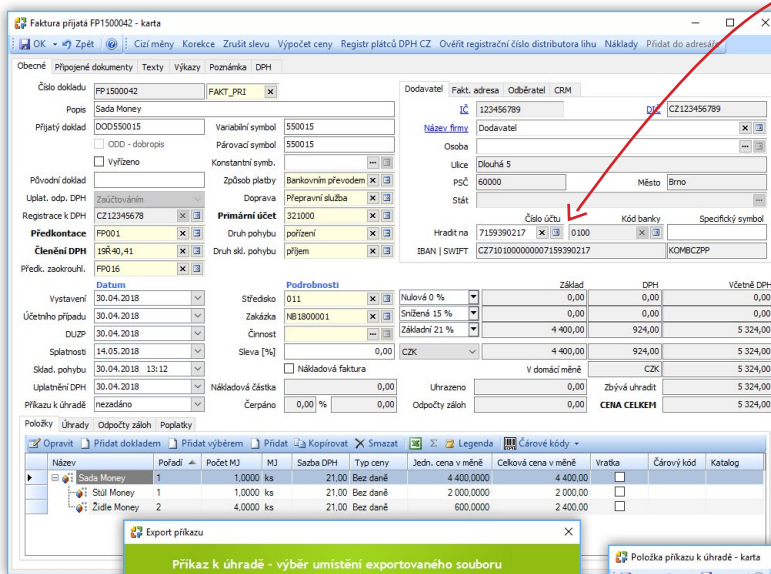 Faktura přijatá FP1500042 - karta
OK Zpět Cizí měny Korekce Zrušit slevu Výpočet ceny Registr plátců DPH CZ Ověřit registrační číslo distributora lihu Náklady Přidat do adresáře
Obecné Připojené dokumenty Texty Výkazy Poznámka DPH
Číslo dokladu FP1500042 FAKT_PRI
Popis Sada Money
Přijatý doklad DOD550015 Variabilní symbol 550015
ODD - dobropis Párovací symbol 550015
Vyřízeno Konstantní symb.
Původní doklad Způsob platby Bankovním převodem
Uplat. odp. DPH Zaúčtováním Doprava Přepravní služba
Registrace k DPH CZ12345678 Primární účet 321000
Předkontace FP001 Druh pohybu pořízení
Členění DPH 19Ř40,41 Druh skl. pohybu příjem
Předk. zaokrouhl. FP016
Dodavatel Fakt. adresa Odběratel CRM
IČ 123456789 DIČ CZ123456789
Název firmy Dodavatel
Osoba
Ulice Dlouhá 5
PSČ 60000 Město Brno
Stát
Číslo účtu Kód banky Specifický symbol
Hradit na 7159390217 0100
IBAN | SWIFT CZ7101000000007159390217 KOMBCZPP
Datum
Vystavení 30.04.2018
Účetního případu 30.04.2018
DUZP 30.04.2018
Splatnosti 14.05.2018
Sklad. pohybu 30.04.2018 13:12
Uplatnění DPH 30.04.2018
Příkazu k úhradě nezadáno
Podrobnosti
Středisko 011
Zakázka NB1800001
Činnost
Sleva [%] 0,00
Nákladová faktura
Nákladová částka 0,00
Čerpáno 0,00 % 0,00
Základ DPH Včetně DPH
Nulová 0 % 0,00 0,00 0,00
Snížená 15 % 0,00 0,00 0,00
Základní 21 % 4 400,00 924,00 5 324,00
CZK 4 400,00 924,00 5 324,00
V domácí měně CZK 5 324,00
Uhrazeno 0,00 Zbývá uhradit 5 324,00
Odpočty záloh 0,00 CENA CELKEM 5 324,00
Položky Úhrady Odpočty záloh Poplatky
Opravit Přidat dokladem Přidat výběrem Přidat Kopírovat Smazat Σ Legenda Čárové kódy
Název Pořadí Počet MJ MJ Sazba DPH Typ ceny Jedn. cena v měně Celková cena v měně Vratka Čárový kód Katalog
Sada Money 1 1,0000 ks 21,00 Bez daně 4 400,0000 4 400,00
Stůl Money 1 1,0000 ks 21,00 Bez daně 2 000,0000 2 000,00
Židle Money 2 4,0000 ks 21,00 Bez daně 600,0000 2 400,00
Export příkazu
Příkaz k úhradě - výběr umístění exportovaného souboru
Položka příkazu k úhradě - karta